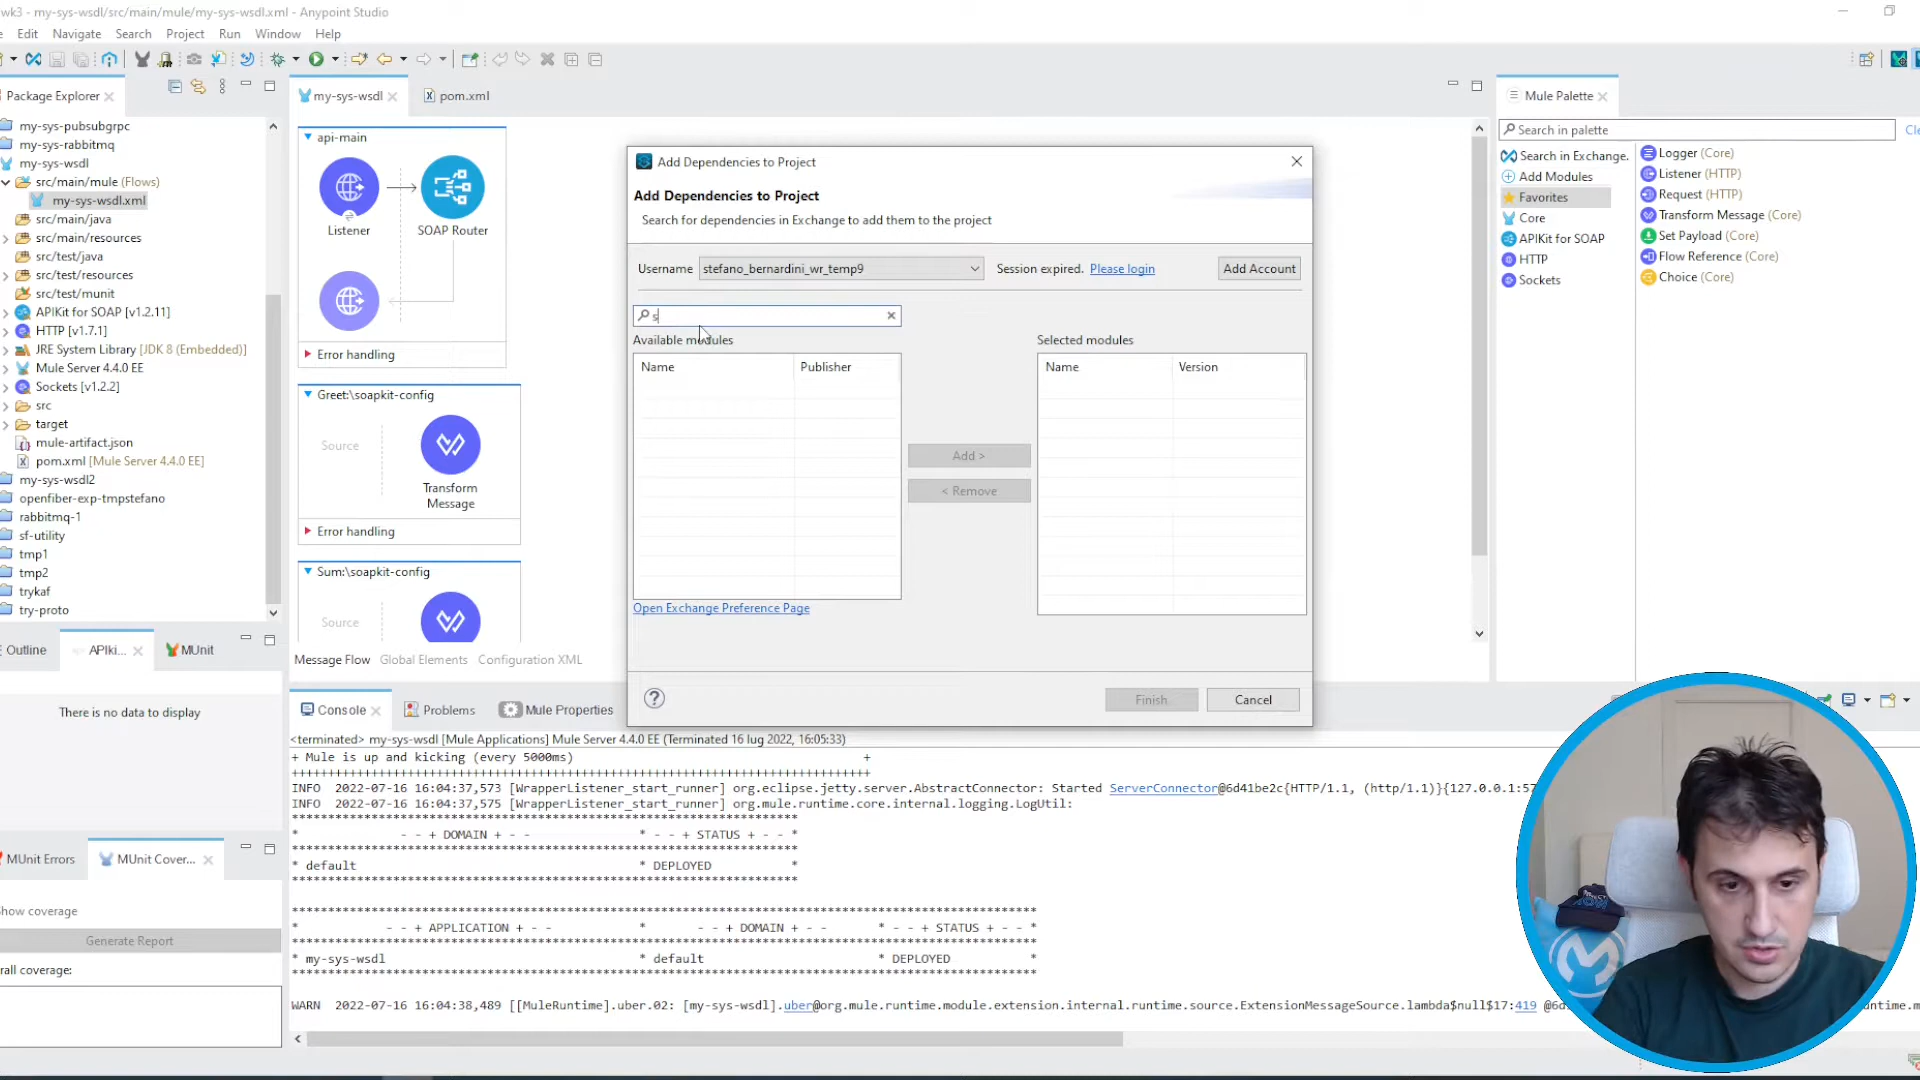 wk3 - my-sys-wsdl/src/main/mule/my-sys-wsdl.xml - Anypoint Studio
Edit Navigate Search Project Run Window Help
Package Explorer
my-sys-pubsubgrpc
my-sys-rabbitmq
my-sys-wsdl
src/main/mule (Flows)
my-sys-wsdl.xml
src/main/java
src/main/resources
src/test/java
src/test/resources
src/test/munit
APIKit for SOAP [v1.2.11]
HTTP [v1.7.1]
JRE System Library [JDK 8 (Embedded)]
Mule Server 4.4.0 EE
Sockets [v1.2.2]
src
target
mule-artifact.json
pom.xml [Mule Server 4.4.0 EE]
my-sys-wsdl2
openfiber-exp-tmpstefano
rabbitmq-1
sf-utility
tmp1
tmp2
trykaf
try-proto
Outline APIki... MUnit
There is no data to display
MUnit Errors MUnit Cover...
Show coverage
Generate Report
rall coverage:
my-sys-wsdl pom.xml
api-main
Listener SOAP Router
Error handling
Greet:\soapkit-config
Source
Transform
Message
Error handling
Sum:\soapkit-config
Source
Message Flow Global Elements Configuration XML
Add Dependencies to Project
Add Dependencies to Project
Search for dependencies in Exchange to add them to the project
Username stefano_bernardini_wr_temp9 Session expired. Please login Add Account
s
Available modules Selected modules
Name Publisher Name Version
Add >
< Remove
Open Exchange Preference Page
? Finish Cancel
Mule Palette
Search in palette Cle
Search in Exchange.
Add Modules
Favorites
Core
APIKit for SOAP
HTTP
Sockets
Logger (Core)
Listener (HTTP)
Request (HTTP)
Transform Message (Core)
Set Payload (Core)
Flow Reference (Core)
Choice (Core)
Console Problems Mule Properties
<terminated> my-sys-wsdl [Mule Applications] Mule Server 4.4.0 EE (Terminated 16 lug 2022, 16:05:33)
+ Mule is up and kicking (every 5000ms) +
++++++++++++++++++++++++++++++++++++++++++++++++++++++++++++++++++++++++++++++++
INFO 2022-07-16 16:04:37,573 [WrapperListener_start_runner] org.eclipse.jetty.server.AbstractConnector: Started ServerConnector@6d41be2c{HTTP/1.1, (http/1.1)}{127.0.0.1:57
INFO 2022-07-16 16:04:37,575 [WrapperListener_start_runner] org.mule.runtime.core.internal.logging.LogUtil:
**********************************************************************
* - - + DOMAIN + - - * - - + STATUS + - - *
**********************************************************************
* default * DEPLOYED *
**********************************************************************
*******************************************************************************************************
* - - + APPLICATION + - - * - - + DOMAIN + - - * - - + STATUS + - - *
*******************************************************************************************************
* my-sys-wsdl * default * DEPLOYED *
*******************************************************************************************************
WARN 2022-07-16 16:04:38,489 [[MuleRuntime].uber.02: [my-sys-wsdl].uber@org.mule.runtime.module.extension.internal.runtime.source.ExtensionMessageSource.lambda$null$17:419 @6d